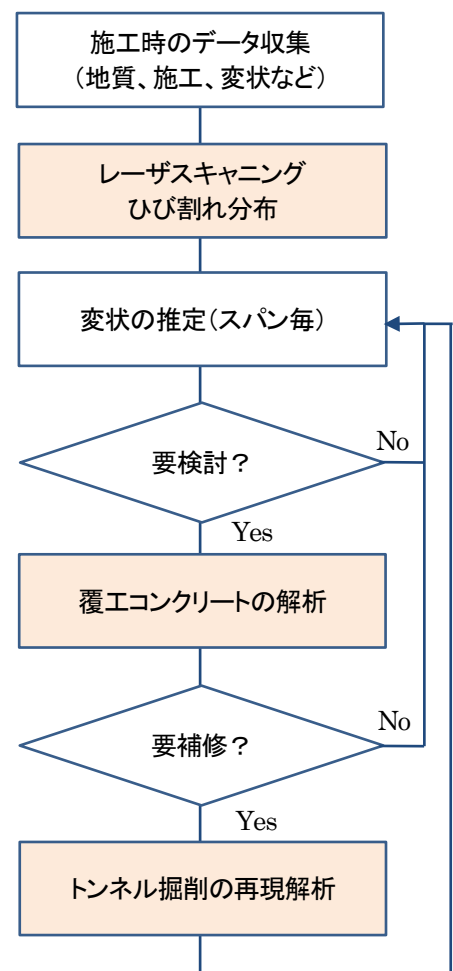 施工時のデータ収集
（地質、施工、変状など）
レーザスキャニング
ひび割れ分布
変状の推定（スパン毎）
要検討？
No
Yes
覆工コンクリートの解析
要補修？
No
Yes
トンネル掘削の再現解析